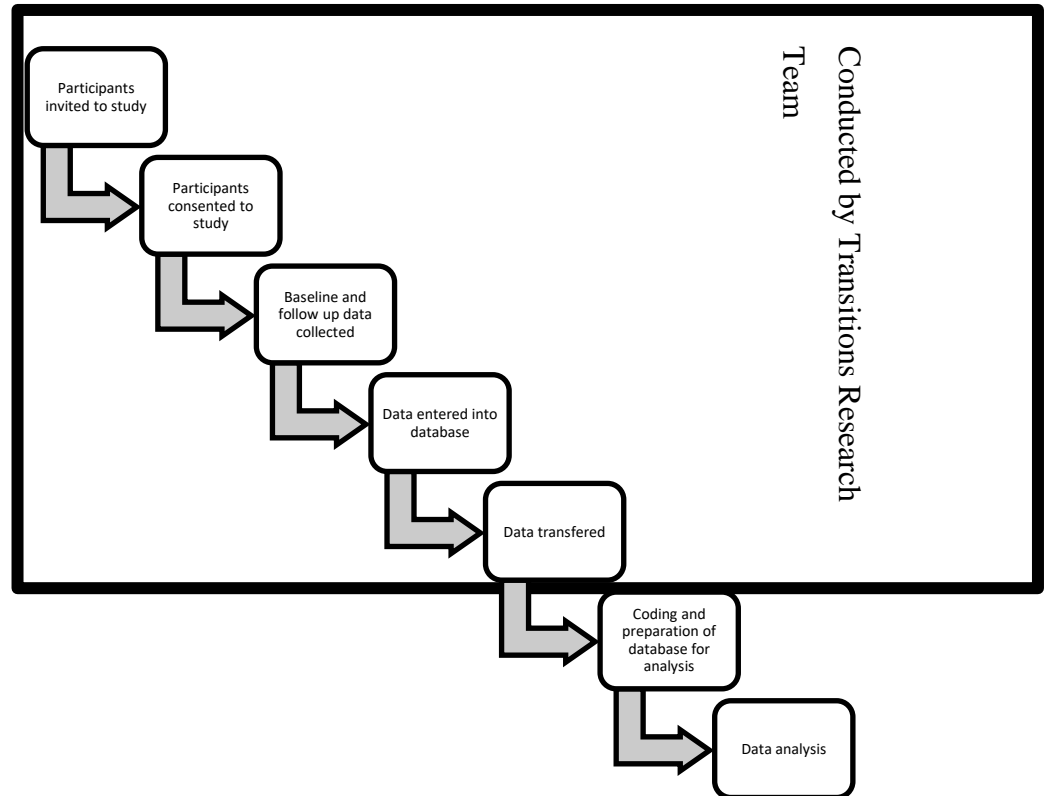 Participants
invited to study
Participants
consented to
study
Baseline and
follow up data
collected
Data entered into
database
Data transfered
Coding and
preparation of
database for
analysis
Data analysis
Conducted by Transitions Research
Team